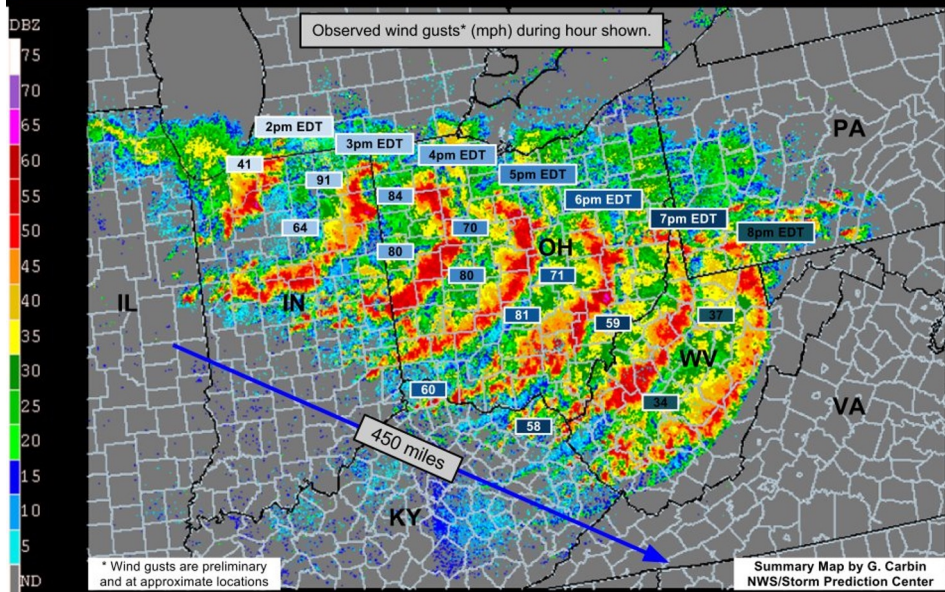 DBZ
75
70
65
60
55
50
45
40
35
30
25
20
15
10
5
ND
Observed wind gusts* (mph) during hour shown.
2pm EDT
3pm EDT
4pm EDT
5pm EDT
6pm EDT
7pm EDT
8pm EDT
PA
41
91
84
64
70
80
OH
80
71
IL
IN
81
59
37
WV
60
34
VA
58
450 miles
KY
* Wind gusts are preliminary
and at approximate locations
Summary Map by G. Carbin
NWS/Storm Prediction Center